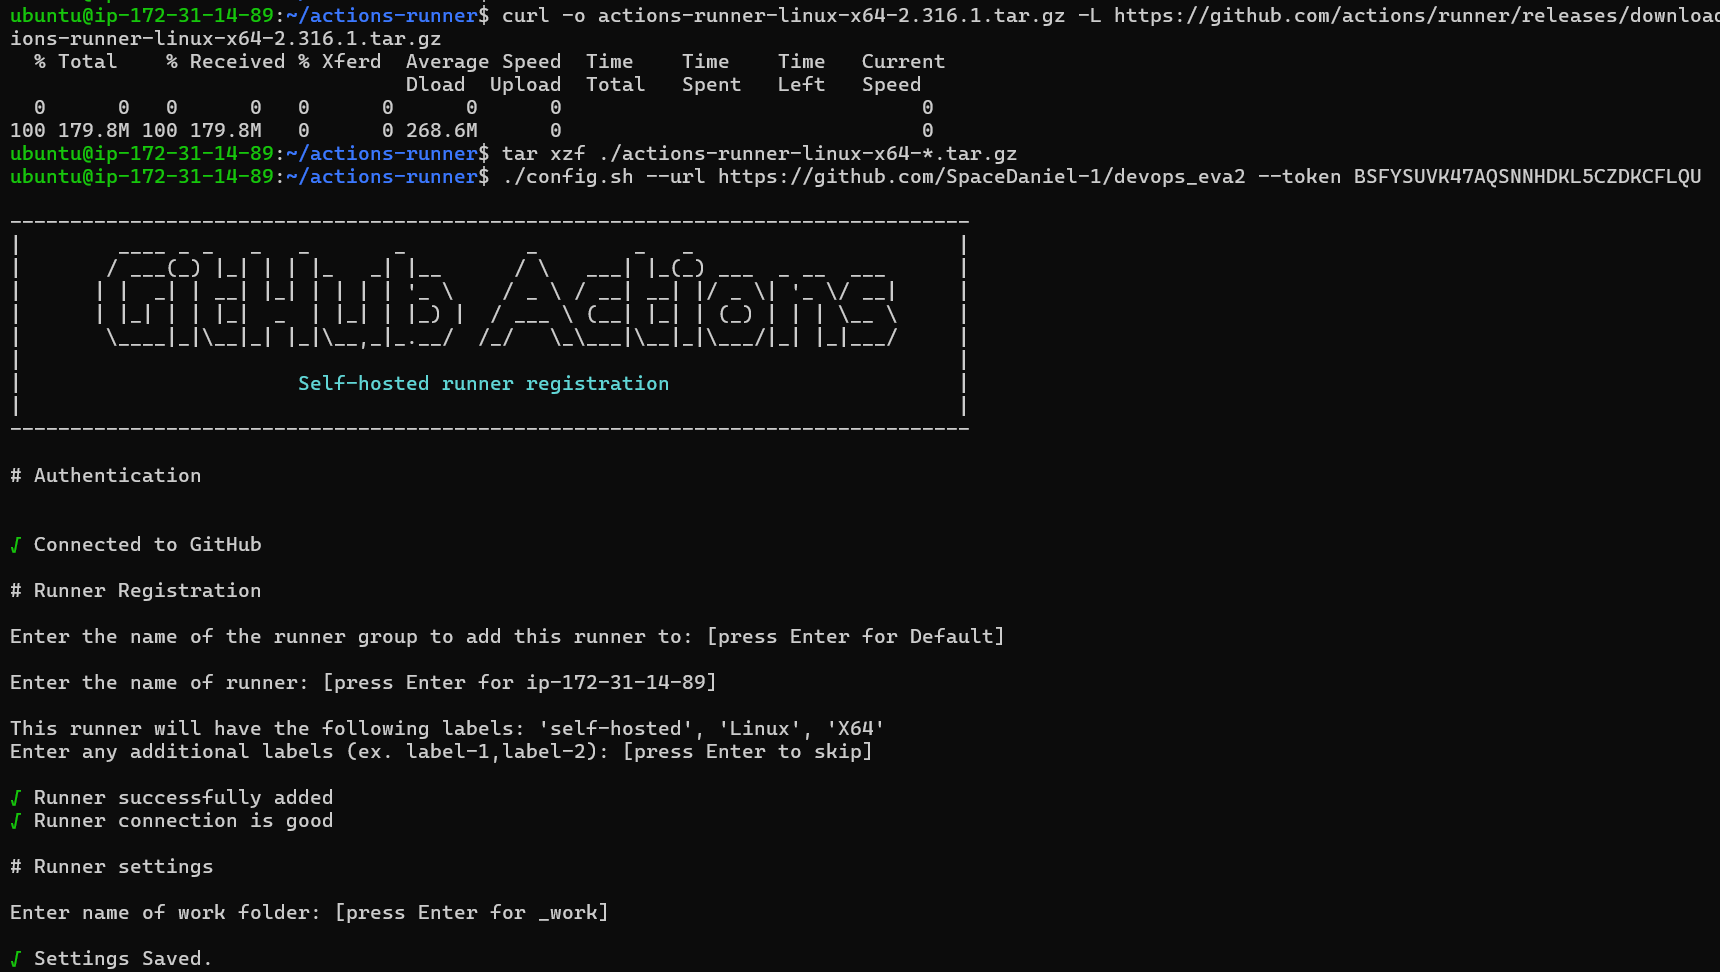 ubuntu@ip-172-31-14-89:~/actions-runner$ curl -o actions-runner-linux-x64-2.316.1.tar.gz -L https://github.com/actions/runner/releases/download
ions-runner-linux-x64-2.316.1.tar.gz
  % Total    % Received % Xferd  Average Speed  Time    Time    Time   Current
                                 Dload  Upload  Total   Spent   Left   Speed
  0      0   0      0   0      0      0      0                              0
100 179.8M 100 179.8M   0      0 268.6M      0                              0
ubuntu@ip-172-31-14-89:~/actions-runner$ tar xzf ./actions-runner-linux-x64-*.tar.gz
ubuntu@ip-172-31-14-89:~/actions-runner$ ./config.sh --url https://github.com/SpaceDaniel-1/devops_eva2 --token BSFYSUVK47AQSNNHDKL5CZDKCFLQU
GitHub Actions
Self-hosted runner registration
# Authentication
√ Connected to GitHub
# Runner Registration
Enter the name of the runner group to add this runner to: [press Enter for Default]
Enter the name of runner: [press Enter for ip-172-31-14-89]
This runner will have the following labels: 'self-hosted', 'Linux', 'X64'
Enter any additional labels (ex. label-1,label-2): [press Enter to skip]
√ Runner successfully added
√ Runner connection is good
# Runner settings
Enter name of work folder: [press Enter for _work]
√ Settings Saved.